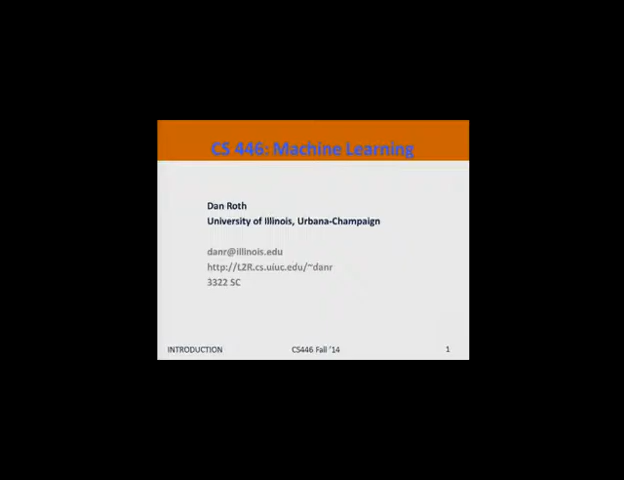 CS 446: Machine Learning
Dan Roth
University of Illinois, Urbana-Champaign
danr@illinois.edu
http://L2R.cs.uiuc.edu/~danr
3322 SC
INTRODUCTION CS446 Fall '14 1